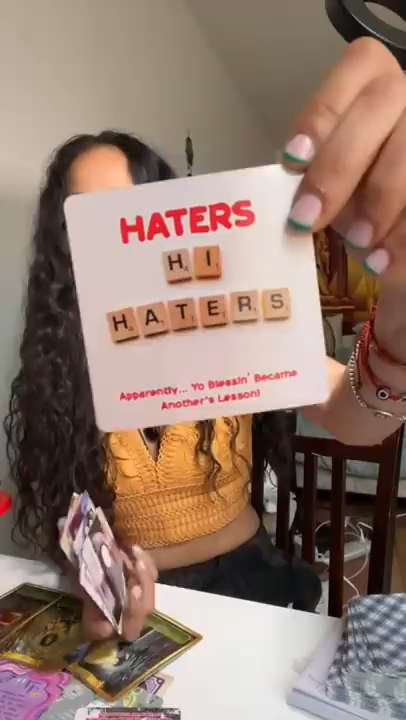 HATERS
HI
HATERS
Apparently... Yo Blessin' Became
Another's Lesson!